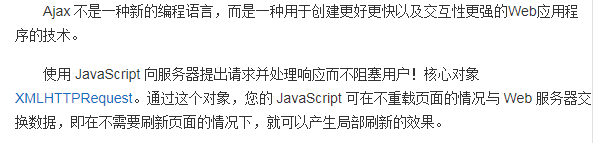 Ajax 不是一种新的编程语言，而是一种用于创建更好更快以及交互性更强的Web应用程
序的技术。
使用 JavaScript 向服务器提出请求并处理响应而不阻塞用户！核心对象
XMLHTTPRequest。通过这个对象，您的 JavaScript 可在不重载页面的情况与 Web 服务器交
换数据，即在不需要刷新页面的情况下，就可以产生局部刷新的效果。